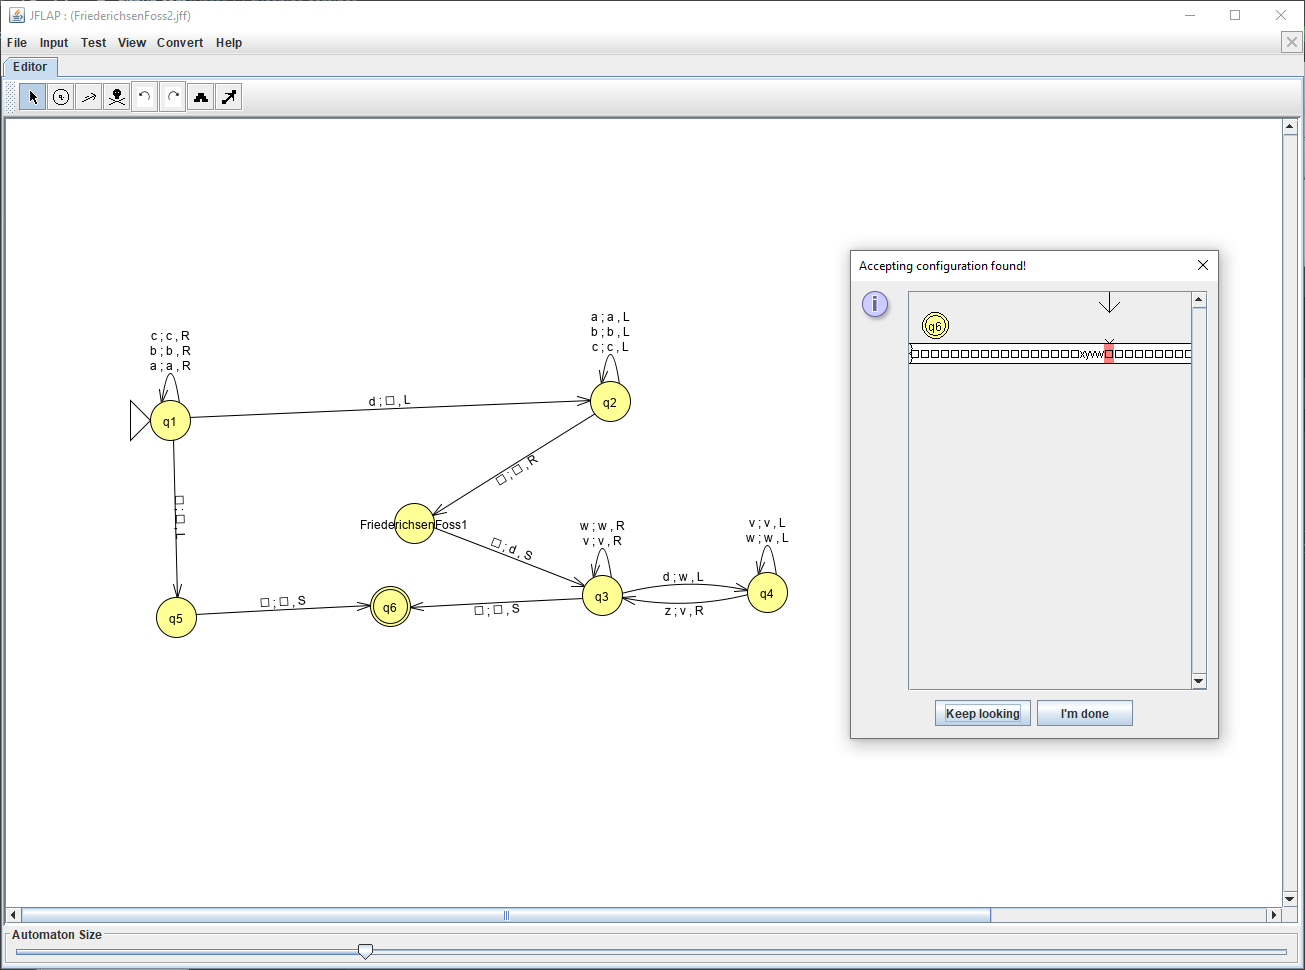 JFLAP : (FriederichsenFoss2.jff)
File Input Test View Convert Help
Editor
c ; c , R
b ; b , R
a ; a , R
q1
d ; □ , L
a ; a , L
b ; b , L
c ; c , L
q2
□ ; □ , R
□ ; □ , L
FriederichsenFoss1
□ ; d , S
w ; w , R
v ; v , R
q3
d ; w , L
z ; v , R
v ; v , L
w ; w , L
q4
q5
□ ; □ , S
q6
□ ; □ , S
Accepting configuration found!
q6
Keep looking
I'm done
Automaton Size